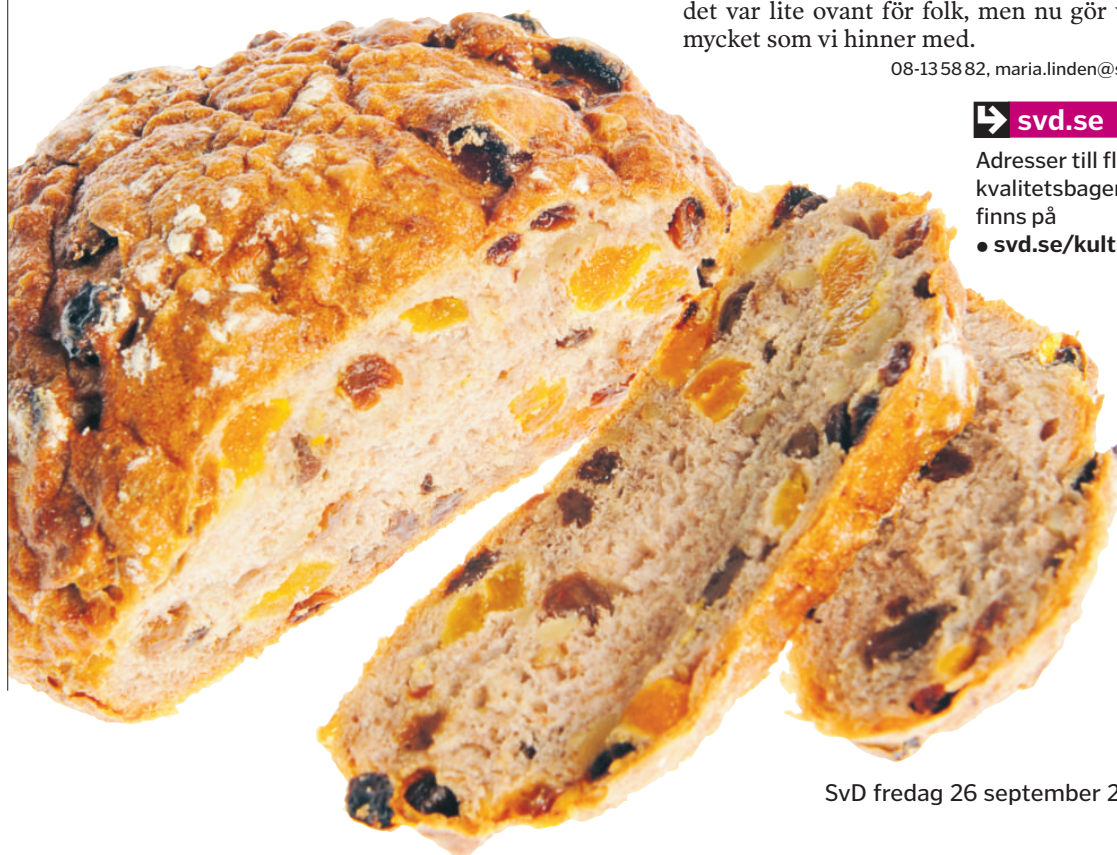 det var lite ovant för folk, men nu gör
mycket som vi hinner med.
08-13 58 82, maria.linden@
svd.se
Adresser till
kvalitetsbager
finns på
• svd.se/kult
SvD fredag 26 september 2